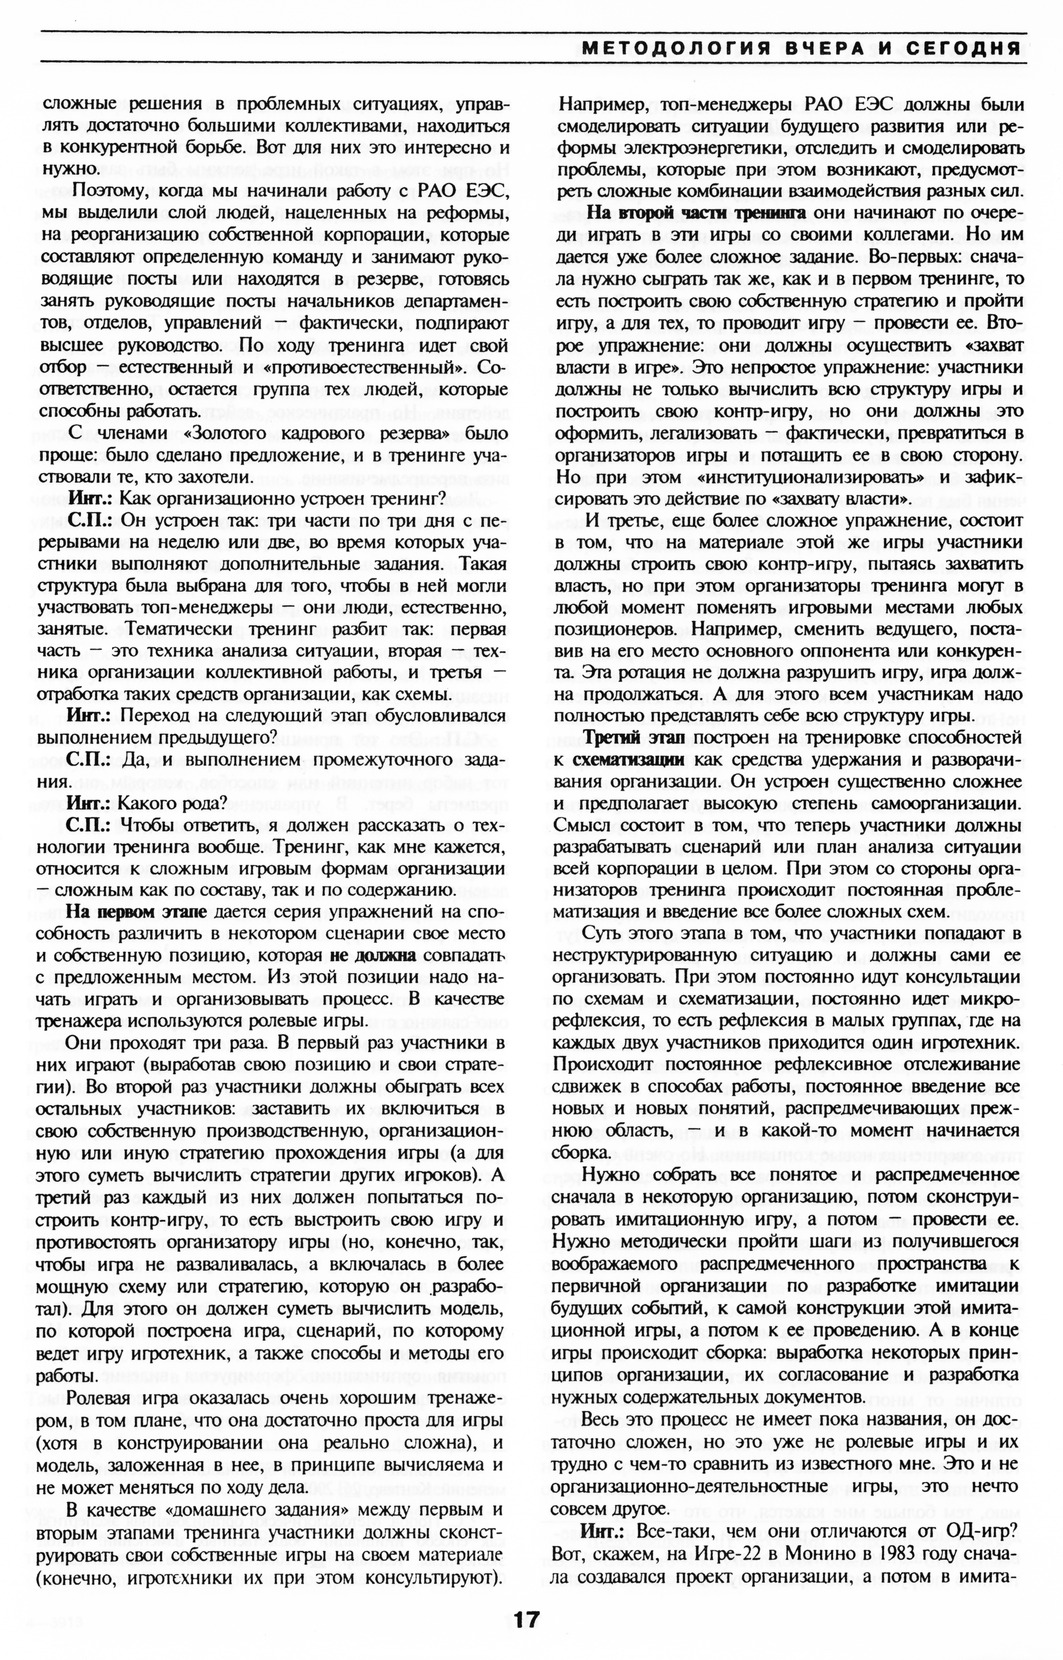 МЕТОДОЛОГИЯ ВЧЕРА И СЕГОДНЯ
сложные решения в проблемных ситуациях, управ-
лять достаточно большими коллективами, находиться
в конкурентной борьбе. Вот для них это интересно и
нужно.
Поэтому, когда мы начинали работу с РАО ЕЭС,
мы выделили слой людей, нацеленных на реформы,
на реорганизацию собственной корпорации, которые
составляют определенную команду и занимают руко-
водящие посты или находятся в резерве, готовясь
занять руководящие посты начальников департамен-
тов, отделов, управлений — фактически, подпирают
высшее руководство. По ходу тренинга идет свой
отбор — естественный и «противоестественный». Со-
ответственно, остается группа тех людей, которые
способны работать.
С членами «Золотого кадрового резерва» было
проще: было сделано предложение, и в тренинге уча-
ствовали те, кто захотели.
Инт.: Как организационно устроен тренинг?
С.П.: Он устроен так: три части по три дня с пе-
рерывами на неделю или две, во время которых уча-
стники выполняют дополнительные задания. Такая
структура была выбрана для того, чтобы в ней могли
участвовать топ-менеджеры — они люди, естественно,
занятые. Тематически тренинг разбит так: первая
часть — это техника анализа ситуации, вторая — тех-
ника организации коллективной работы, и третья —
отработка таких средств организации, как схемы.
Инт.: Переход на следующий этап обусловливался
выполнением предыдущего?
С.П.: Да, и выполнением промежуточного зада-
ния.
Инт.: Какого рода?
С.П.: Чтобы ответить, я должен рассказать о тех-
нологии тренинга вообще. Тренинг, как мне кажется,
относится к сложным игровым формам организации
— сложным как по составу, так и по содержанию.
На первом этапе дается серия упражнений на спо-
собность различить в некотором сценарии свое место
и собственную позицию, которая не должна совпадать
с предложенным местом. Из этой позиции надо на-
чать играть и организовывать процесс. В качестве
тренажера используются ролевые игры.
Они проходят три раза. В первый раз участники в
них играют (выработав свою позицию и свои страте-
гии). Во второй раз участники должны обыграть всех
остальных участников: заставить их включиться в
свою собственную производственную, организацион-
ную или иную стратегию прохождения игры (а для
этого суметь вычислить стратегии других игроков). А
третий раз каждый из них должен попытаться по-
строить контр-игру, то есть выстроить свою игру и
противостоять организатору игры (но, конечно, так,
чтобы игра не разваливалась, а включалась в более
мощную схему или стратегию, которую он разрабо-
тал). Для этого он должен суметь вычислить модель,
по которой построена игра, сценарий, по которому
ведет игру игротехник, а также способы и методы его
работы.
Ролевая игра оказалась очень хорошим тренаже-
ром, в том плане, что она достаточно проста для игры
(хотя в конструировании она реально сложна), и
модель, заложенная в нее, в принципе вычисляема и
не может меняться по ходу дела.
В качестве «домашнего задания» между первым и
вторым этапами тренинга участники должны сконст-
руировать свои собственные игры на своем материале
(конечно, игротехники их при этом консультируют).
Например, топ-менеджеры РАО ЕЭС должны были
смоделировать ситуации будущего развития или ре-
формы электроэнергетики, отследить и смоделировать
проблемы, которые при этом возникают, предусмот-
реть сложные комбинации взаимодействия разных сил.
На второй части тренинга они начинают по очере-
ди играть в эти игры со своими коллегами. Но им
дается уже более сложное задание. Во-первых: снача-
ла нужно сыграть так же, как и в первом тренинге, то
есть построить свою собственную стратегию и пройти
игру, а для тех, то проводит игру — провести ее. Вто-
рое упражнение: они должны осуществить «захват
власти в игре». Это непростое упражнение: участники
должны не только вычислить всю структуру игры и
построить свою контр-игру, но они должны это
оформить, легализовать — фактически, превратиться в
организаторов игры и потащить ее в свою сторону.
Но при этом «институционализировать» и зафик-
сировать это действие по «захвату власти».
И третье, еще более сложное упражнение, состоит
в том, что на материале этой же игры участники
должны строить свою контр-игру, пытаясь захватить
власть, но при этом организаторы тренинга могут в
любой момент поменять игровыми местами любых
позиционеров. Например, сменить ведущего, поста-
вив на его место основного оппонента или конкурен-
та. Эта ротация не должна разрушить игру, игра долж-
на продолжаться. А для этого всем участникам надо
полностью представлять себе всю структуру игры.
Третий этап построен на тренировке способностей
к схематизации как средства удержания и разворачи-
вания организации. Он устроен существенно сложнее
и предполагает высокую степень самоорганизации.
Смысл состоит в том, что теперь участники должны
разрабатывать сценарий или план анализа ситуации
всей корпорации в целом. При этом со стороны орга-
низаторов тренинга происходит постоянная пробле-
матизация и введение все более сложных схем.
Суть этого этапа в том, что участники попадают в
неструктурированную ситуацию и должны сами ее
организовать. При этом постоянно идут консультации
по схемам и схематизации, постоянно идет микро-
рефлексия, то есть рефлексия в малых группах, где на
каждых двух участников приходится один игротехник.
Происходит постоянное рефлексивное отслеживание
сдвижек в способах работы, постоянное введение все
новых и новых понятий, распредмечивающих преж-
нюю область, — и в какой-то момент начинается
сборка.
Нужно собрать все понятое и распредмеченное
сначала в некоторую организацию, потом сконструи-
ровать имитационную игру, а потом — провести ее.
Нужно методически пройти шаги из получившегося
воображаемого распредмеченного пространства к
первичной организации по разработке имитации
будущих событий, к самой конструкции этой имита-
ционной игры, а потом к ее проведению. А в конце
игры происходит сборка: выработка некоторых прин-
ципов организации, их согласование и разработка
нужных содержательных документов.
Весь это процесс не имеет пока названия, он дос-
таточно сложен, но это уже не ролевые игры и их
трудно с чем-то сравнить из известного мне. Это и не
организационно-деятельностные игры, это нечто
совсем другое.
Инт.: Все-таки, чем они отличаются от ОД-игр?
Вот, скажем, на Игре-22 в Монино в 1983 году снача-
ла создавался проект организации, а потом в имита-
17